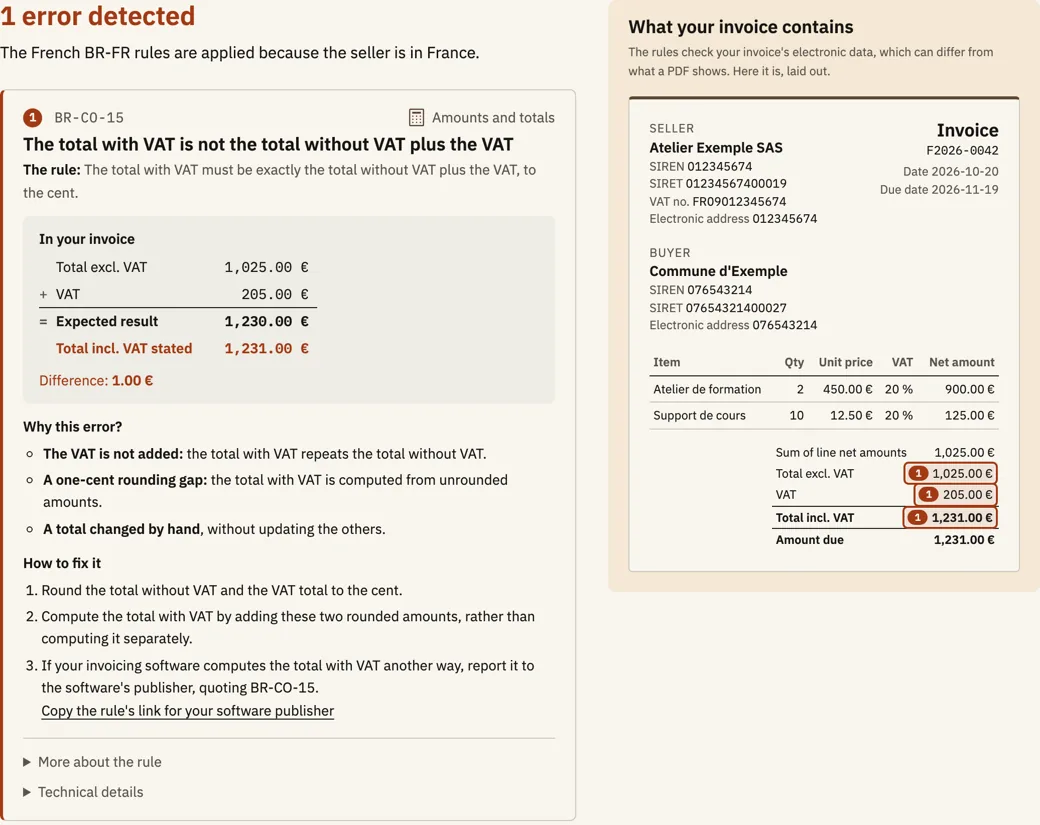 1 error detected
The French BR-FR rules are applied because the seller is in France.
1 BR-CO-15
Amounts and totals
The total with VAT is not the total without VAT plus the VAT
The rule: The total with VAT must be exactly the total without VAT plus the VAT, to
the cent.
In your invoice
Total excl. VAT 1,025.00 €
+ VAT 205.00 €
= Expected result 1,230.00 €
Total incl. VAT stated 1,231.00 €
Difference: 1.00 €
Why this error?
The VAT is not added: the total with VAT repeats the total without VAT.
A one-cent rounding gap: the total with VAT is computed from unrounded
amounts.
A total changed by hand, without updating the others.
How to fix it
1. Round the total without VAT and the VAT total to the cent.
2. Compute the total with VAT by adding these two rounded amounts, rather than
computing it separately.
3. If your invoicing software computes the total with VAT another way, report it to
the software's publisher, quoting BR-CO-15.
Copy the rule's link for your software publisher
More about the rule
Technical details
What your invoice contains
The rules check your invoice's electronic data, which can differ from
what a PDF shows. Here it is, laid out.
SELLER
Atelier Exemple SAS
SIREN 012345674
SIRET 01234567400019
VAT no. FR09012345674
Electronic address 012345674
Invoice
F2026-0042
Date 2026-10-20
Due date 2026-11-19
BUYER
Commune d'Exemple
SIREN 076543214
SIRET 07654321400027
Electronic address 076543214
Item Qty Unit price VAT Net amount
Atelier de formation 2 450.00 € 20 % 900.00 €
Support de cours 10 12.50 € 20 % 125.00 €
Sum of line net amounts 1,025.00 €
Total excl. VAT 1 1,025.00 €
VAT 1 205.00 €
Total incl. VAT 1 1,231.00 €
Amount due 1,231.00 €